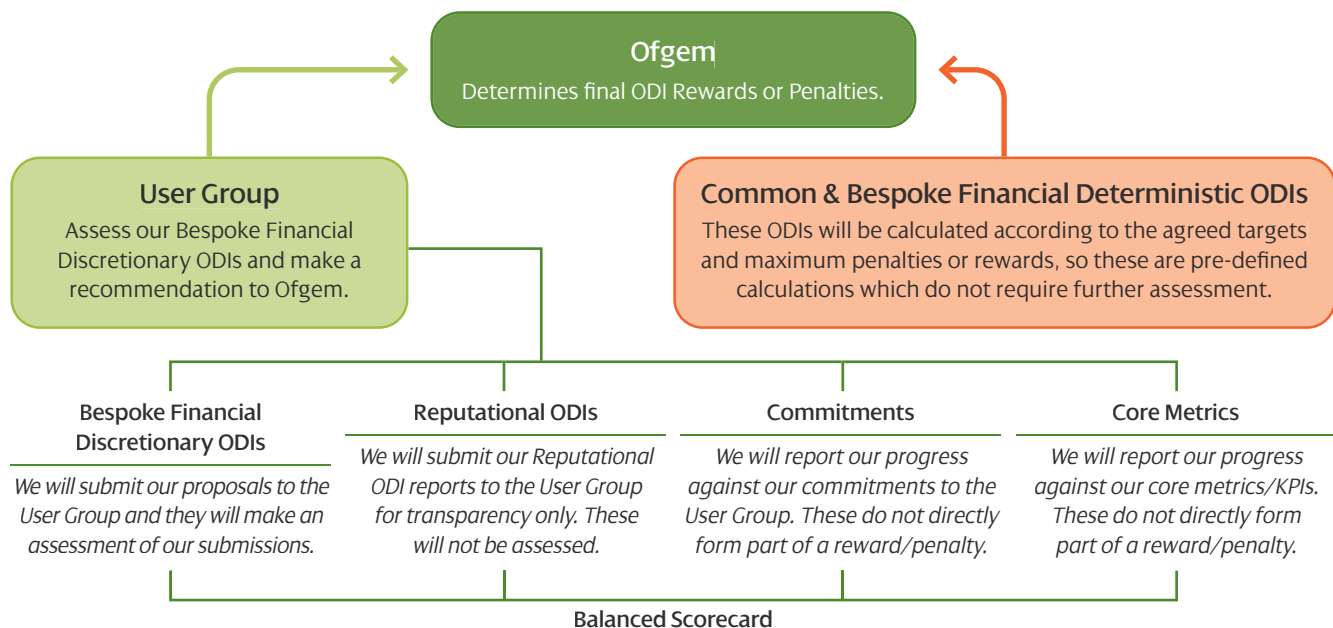 Ofgem
Determines final ODI Rewards or Penalties.
User Group
Assess our Bespoke Financial
Discretionary ODIs and make a
recommendation to Ofgem.
Common & Bespoke Financial Deterministic ODIs
These ODIs will be calculated according to the agreed targets
and maximum penalties or rewards, so these are pre-defined
calculations which do not require further assessment.
Bespoke Financial
Discretionary ODIs
We will submit our proposals to the
User Group and they will make an
assessment of our submissions.
Reputational ODIs
We will submit our Reputational
ODI reports to the User Group
for transparency only. These
will not be assessed.
Commitments
We will report our progress
against our commitments to the
User Group. These do not directly
form part of a reward/penalty.
Core Metrics
We will report our progress
against our core metrics/KPIs.
These do not directly form
part of a reward/penalty.
Balanced Scorecard